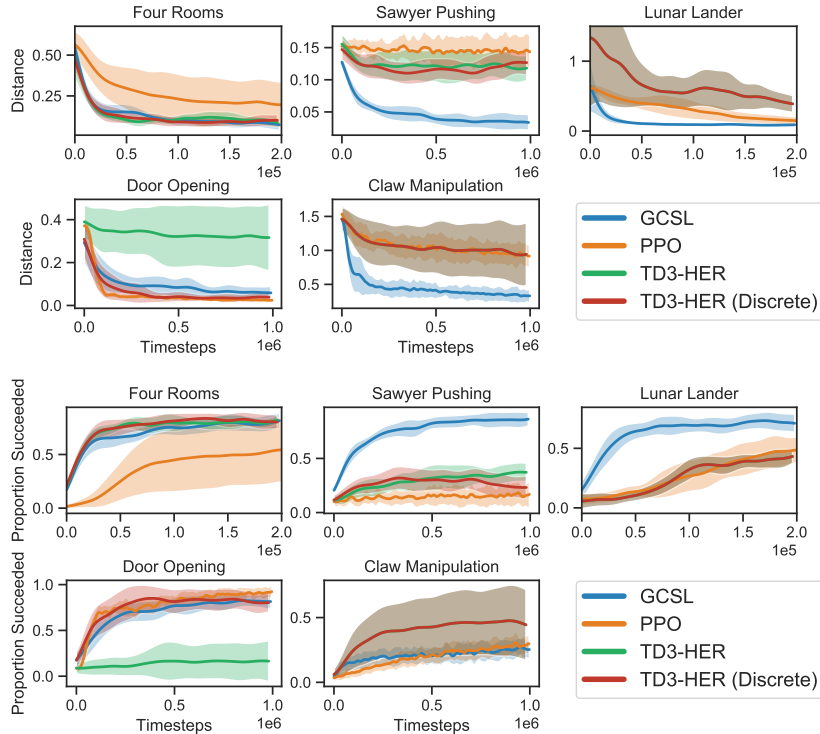 Four Rooms
Sawyer Pushing
Lunar Lander
Distance
0.50
0.25
0.0 0.5 1.0 1.5 2.0
1e5
0.15
0.10
0.05
0.0 0.5 1.0
1e6
1
0
0.0 0.5 1.0 1.5 2.0
1e5
Door Opening
Claw Manipulation
Distance
0.4
0.2
0.0
0.0 0.5 1.0
1e6
Timesteps
1.5
1.0
0.5
0.0 0.5 1.0
1e6
Timesteps
GCSL
PPO
TD3-HER
TD3-HER (Discrete)
Four Rooms
Sawyer Pushing
Lunar Lander
Proportion Succeeded
0.5
0.0
0.0 0.5 1.0 1.5 2.0
1e5
0.5
0.0
0.0 0.5 1.0
1e6
0.5
0.0
0.0 0.5 1.0 1.5 2.0
1e5
Door Opening
Claw Manipulation
Proportion Succeeded
1.0
0.5
0.0
0.0 0.5 1.0
1e6
Timesteps
0.5
0.0
0.0 0.5 1.0
1e6
Timesteps
GCSL
PPO
TD3-HER
TD3-HER (Discrete)